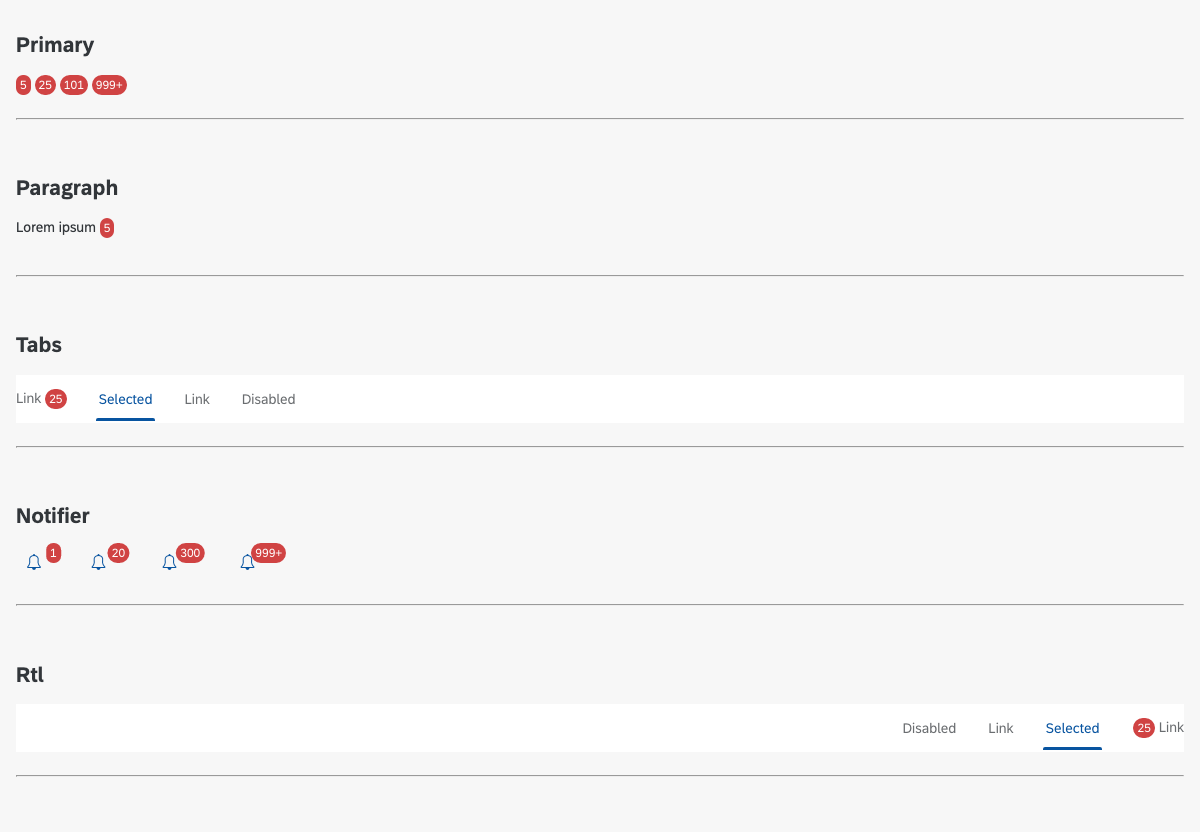 Primary
5 25 101 999+
Paragraph
Lorem ipsum 5
Tabs
Link 25 Selected Link Disabled
Notifier
1 20 300 999+
Rtl
Disabled Link Selected 25 Link